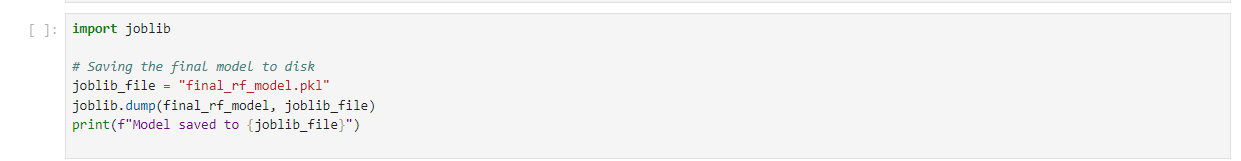 [ ]:
import joblib
# Saving the final model to disk
joblib_file = "final_rf_model.pkl"
joblib.dump(final_rf_model, joblib_file)
print(f"Model saved to {joblib_file}")